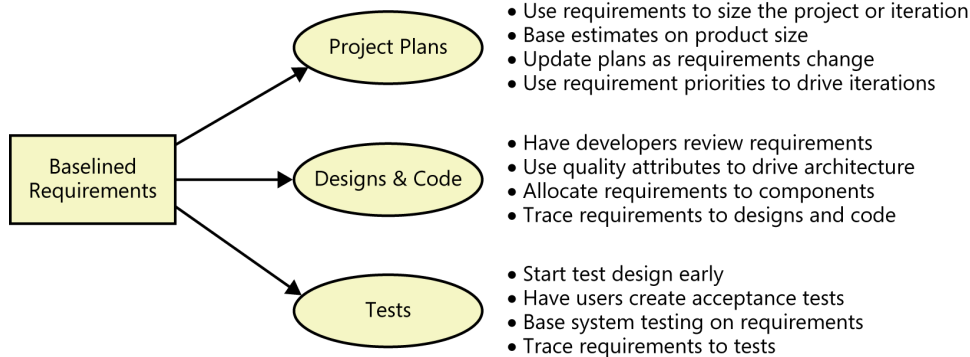 Project Plans
• Use requirements to size the project or iteration
• Base estimates on product size
• Update plans as requirements change
• Use requirement priorities to drive iterations
Baselined
Requirements
Designs & Code
• Have developers review requirements
• Use quality attributes to drive architecture
• Allocate requirements to components
• Trace requirements to designs and code
Tests
• Start test design early
• Have users create acceptance tests
• Base system testing on requirements
• Trace requirements to tests